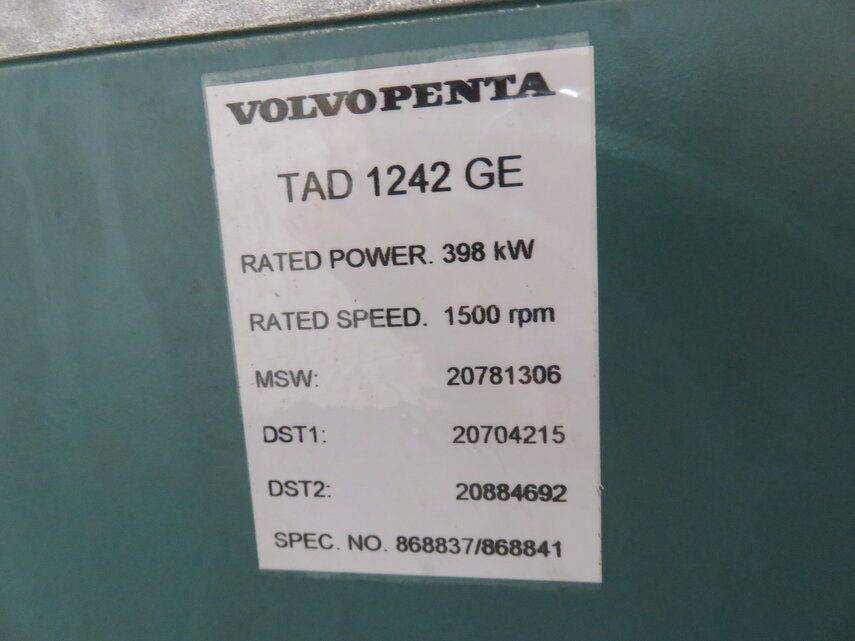 VOLVO PENTA
TAD 1242 GE
RATED POWER. 398 kW
RATED SPEED. 1500 rpm
MSW: 20781306
DST1: 20704215
DST2: 20884692
SPEC. NO. 868837/868841